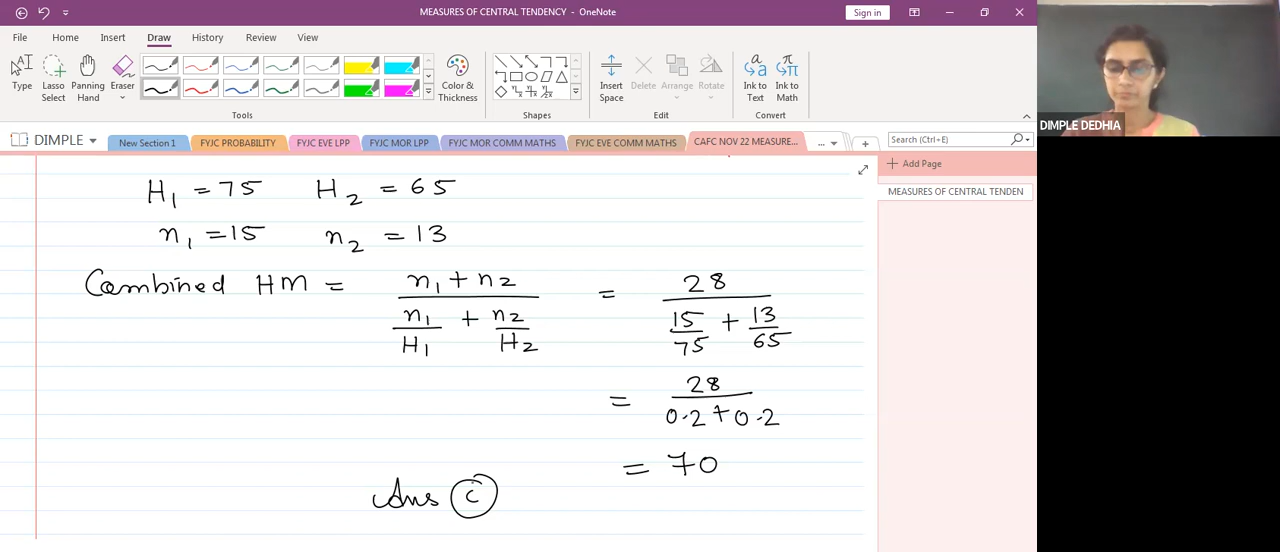 MEASURES OF CENTRAL TENDENCY - OneNote
Sign in
File Home Insert Draw History Review View
Type Lasso Select Panning Hand Eraser
Color & Thickness
Insert Space Delete Arrange Rotate
Ink to Text Ink to Math
Tools Shapes Edit Convert
DIMPLE New Section 1 FYJC PROBABILITY FYJC EVE LPP FYJC MOR LPP FYJC MOR COMM MATHS FYJC EVE COMM MATHS CAFC NOV 22 MEASURE... ... Search (Ctrl+E)
DIMPLE DEDHIA
Add Page
MEASURES OF CENTRAL TENDEN
H₁ = 75 H₂ = 65
n₁ = 15 n₂ = 13
Combined HM = (n₁ + n₂) / (n₁/H₁ + n₂/H₂) = 28 / (15/75 + 13/65)
= 28 / (0.2 + 0.2)
= 70
Ans c